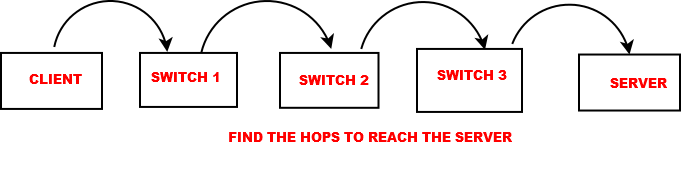 CLIENT
SWITCH 1
SWITCH 2
SWITCH 3
SERVER
FIND THE HOPS TO REACH THE SERVER